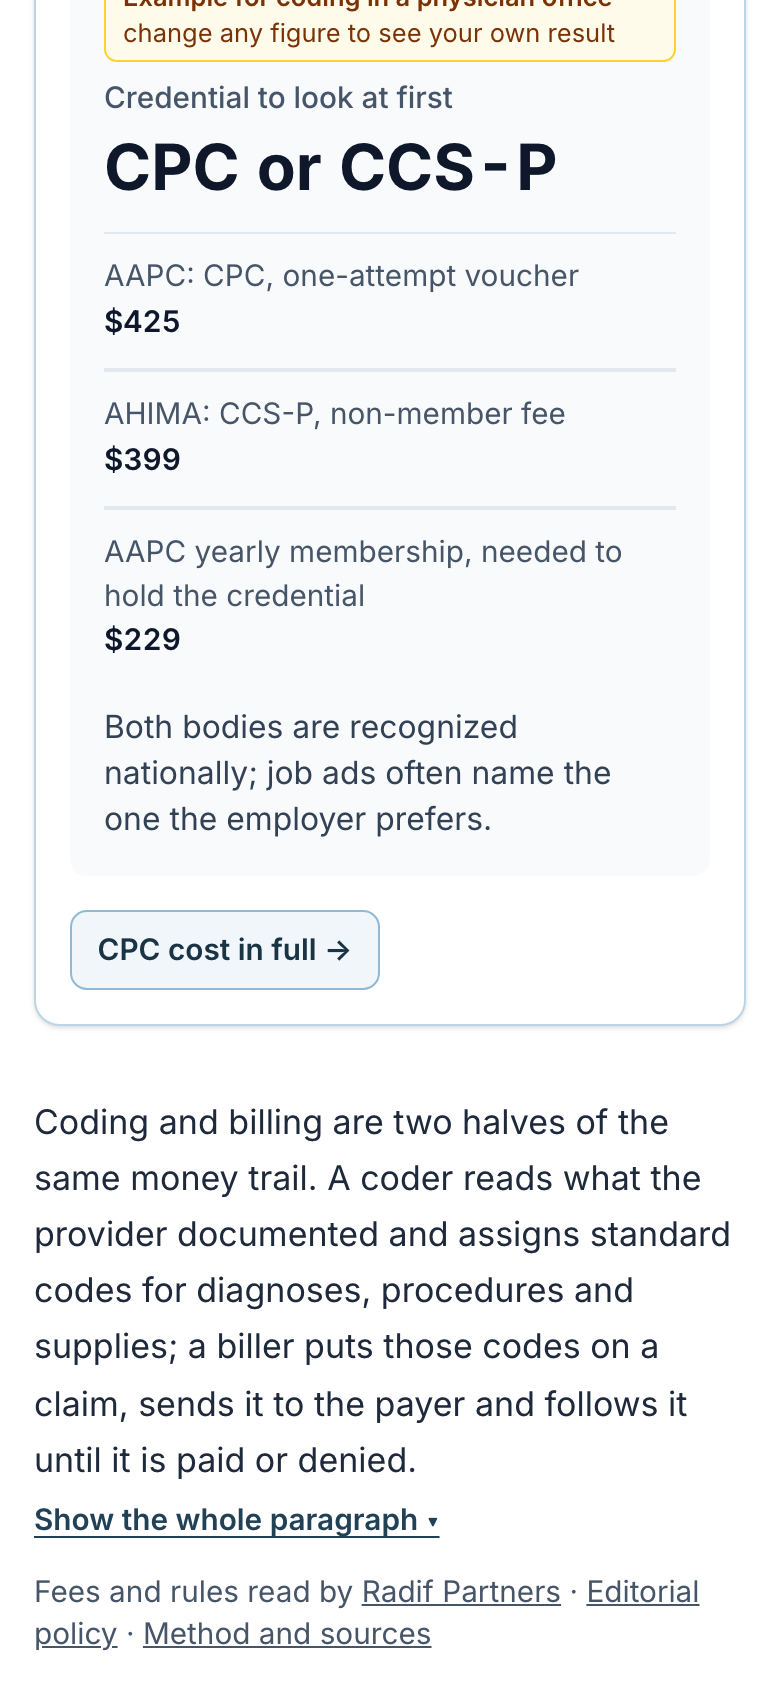 Example for coding in a physician office
change any figure to see your own result
Credential to look at first
CPC or CCS-P
AAPC: CPC, one-attempt voucher
$425
AHIMA: CCS-P, non-member fee
$399
AAPC yearly membership, needed to
hold the credential
$229
Both bodies are recognized
nationally; job ads often name the
one the employer prefers.
CPC cost in full →
Coding and billing are two halves of the
same money trail. A coder reads what the
provider documented and assigns standard
codes for diagnoses, procedures and
supplies; a biller puts those codes on a
claim, sends it to the payer and follows it
until it is paid or denied.
Show the whole paragraph ▾
Fees and rules read by Radif Partners · Editorial
policy · Method and sources